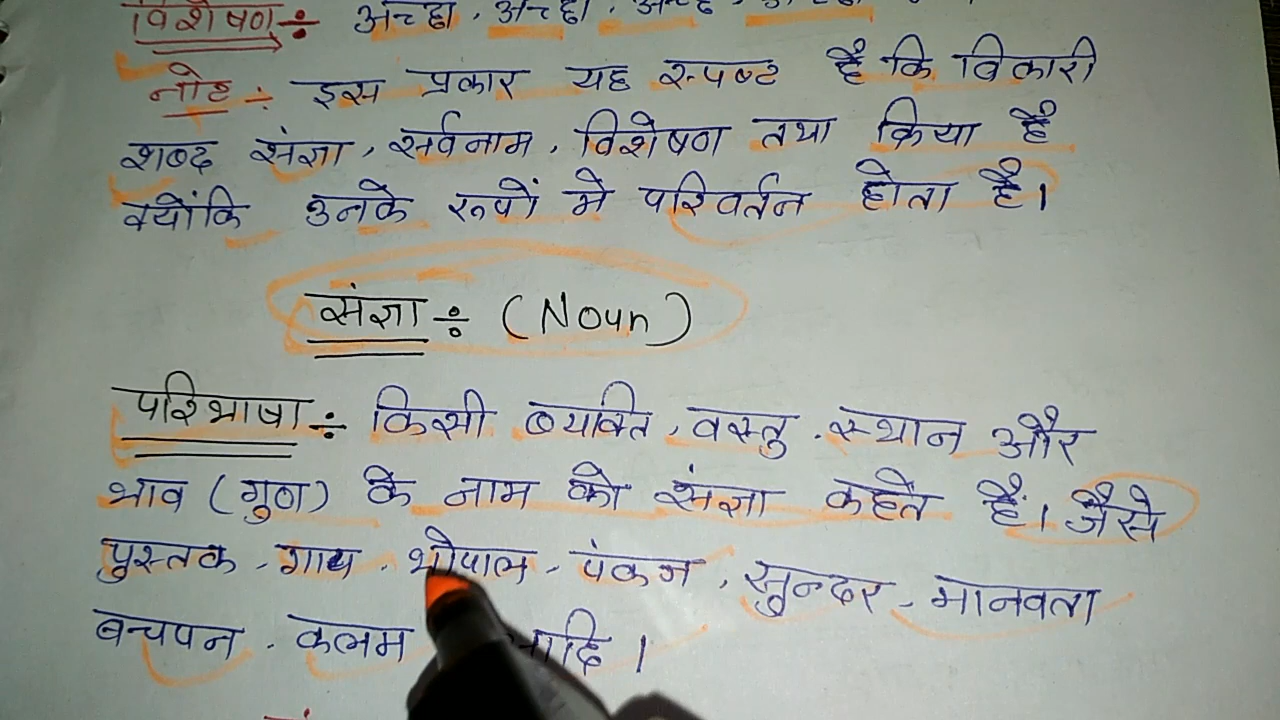 विशेषण ÷ अच्छा, अच्छा,
नोट ÷ इस प्रकार यह स्पष्ट है कि विकारी
शब्द संज्ञा, सर्वनाम, विशेषण तथा क्रिया है
क्योंकि उनके रूपों मे परिवर्तन होता है।
संज्ञा ÷ (Noun)
परिभाषा ÷ किसी व्यक्ति, वस्तु, स्थान और
भाव (गुण) के नाम को संज्ञा कहते हैं। जैसे
पुस्तक, गाय, भोपाल, पंकज, सुन्दर, मानवता
बचपन, कलम आदि।